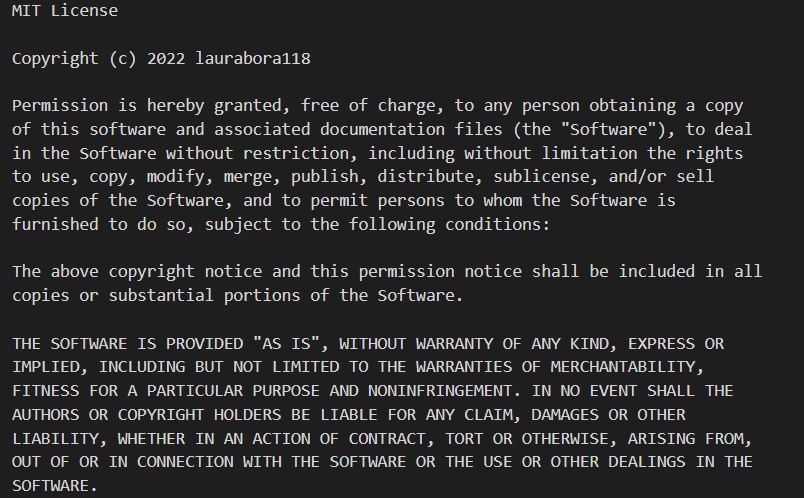 MIT License
Copyright (c) 2022 laurabora118
Permission is hereby granted, free of charge, to any person obtaining a copy
of this software and associated documentation files (the "Software"), to deal
in the Software without restriction, including without limitation the rights
to use, copy, modify, merge, publish, distribute, sublicense, and/or sell
copies of the Software, and to permit persons to whom the Software is
furnished to do so, subject to the following conditions:
The above copyright notice and this permission notice shall be included in all
copies or substantial portions of the Software.
THE SOFTWARE IS PROVIDED "AS IS", WITHOUT WARRANTY OF ANY KIND, EXPRESS OR
IMPLIED, INCLUDING BUT NOT LIMITED TO THE WARRANTIES OF MERCHANTABILITY,
FITNESS FOR A PARTICULAR PURPOSE AND NONINFRINGEMENT. IN NO EVENT SHALL THE
AUTHORS OR COPYRIGHT HOLDERS BE LIABLE FOR ANY CLAIM, DAMAGES OR OTHER
LIABILITY, WHETHER IN AN ACTION OF CONTRACT, TORT OR OTHERWISE, ARISING FROM,
OUT OF OR IN CONNECTION WITH THE SOFTWARE OR THE USE OR OTHER DEALINGS IN THE
SOFTWARE.